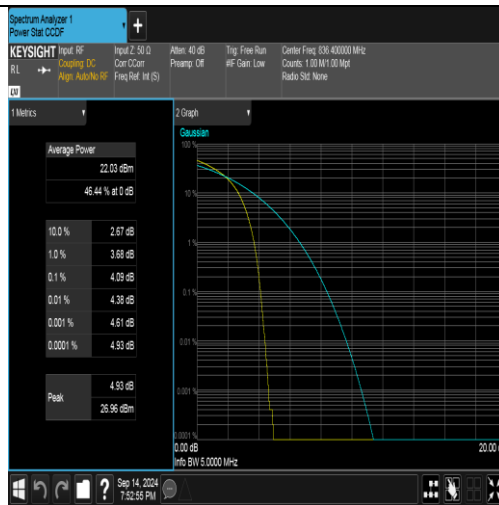 Spectrum Analyzer 1
Power Stat CCDF
+
KEYSIGHT
RL
LXI
Input: RF
Coupling: DC
Align: Auto/No RF
Input Z: 50 Ω
Corr CCorr
Freq Ref: Int (S)
Atten: 40 dB
Preamp: Off
Trig: Free Run
#IF Gain: Low
Center Freq: 836.400000 MHz
Counts: 1.00 M/1.00 Mpt
Radio Std: None
1 Metrics
Average Power
22.03 dBm
46.44 % at 0 dB
10.0 % 2.67 dB
1.0 % 3.68 dB
0.1 % 4.09 dB
0.01 % 4.38 dB
0.001 % 4.61 dB
0.0001 % 4.93 dB
Peak
4.93 dB
26.96 dBm
2 Graph
Gaussian
100 %
10 %
1 %
0.1 %
0.01 %
0.001 %
0.0001 %
0.00 dB
20.00
Info BW 5.0000 MHz
?
Sep 14, 2024
7:52:55 PM